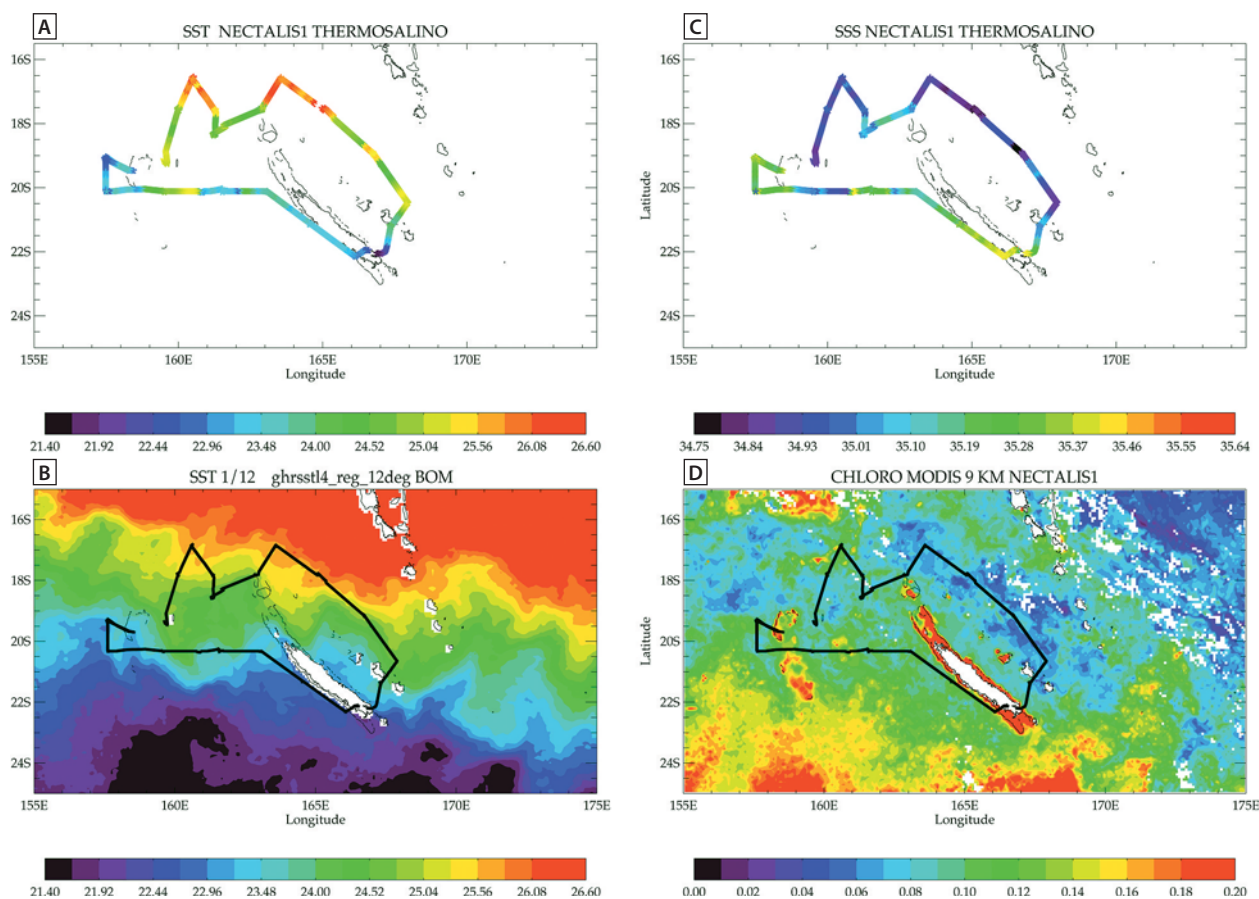 A
SST NECTALIS1 THERMOSALINO
16S
18S
20S
22S
24S
155E 160E 165E 170E
Longitude
21.40 21.92 22.44 22.96 23.48 24.00 24.52 25.04 25.56 26.08 26.60
B
SST 1/12 ghrsstl4_reg_12deg BOM
16S
18S
20S
22S
24S
155E 160E 165E 170E 175E
Longitude
21.40 21.92 22.44 22.96 23.48 24.00 24.52 25.04 25.56 26.08 26.60
C
SSS NECTALIS1 THERMOSALINO
Latitude
16S
18S
20S
22S
24S
155E 160E 165E 170E
Longitude
34.75 34.84 34.93 35.01 35.10 35.19 35.28 35.37 35.46 35.55 35.64
D
CHLORO MODIS 9 KM NECTALIS1
Latitude
16S
18S
20S
22S
24S
155E 160E 165E 170E 175E
Longitude
0.00 0.02 0.04 0.06 0.08 0.10 0.12 0.14 0.16 0.18 0.20